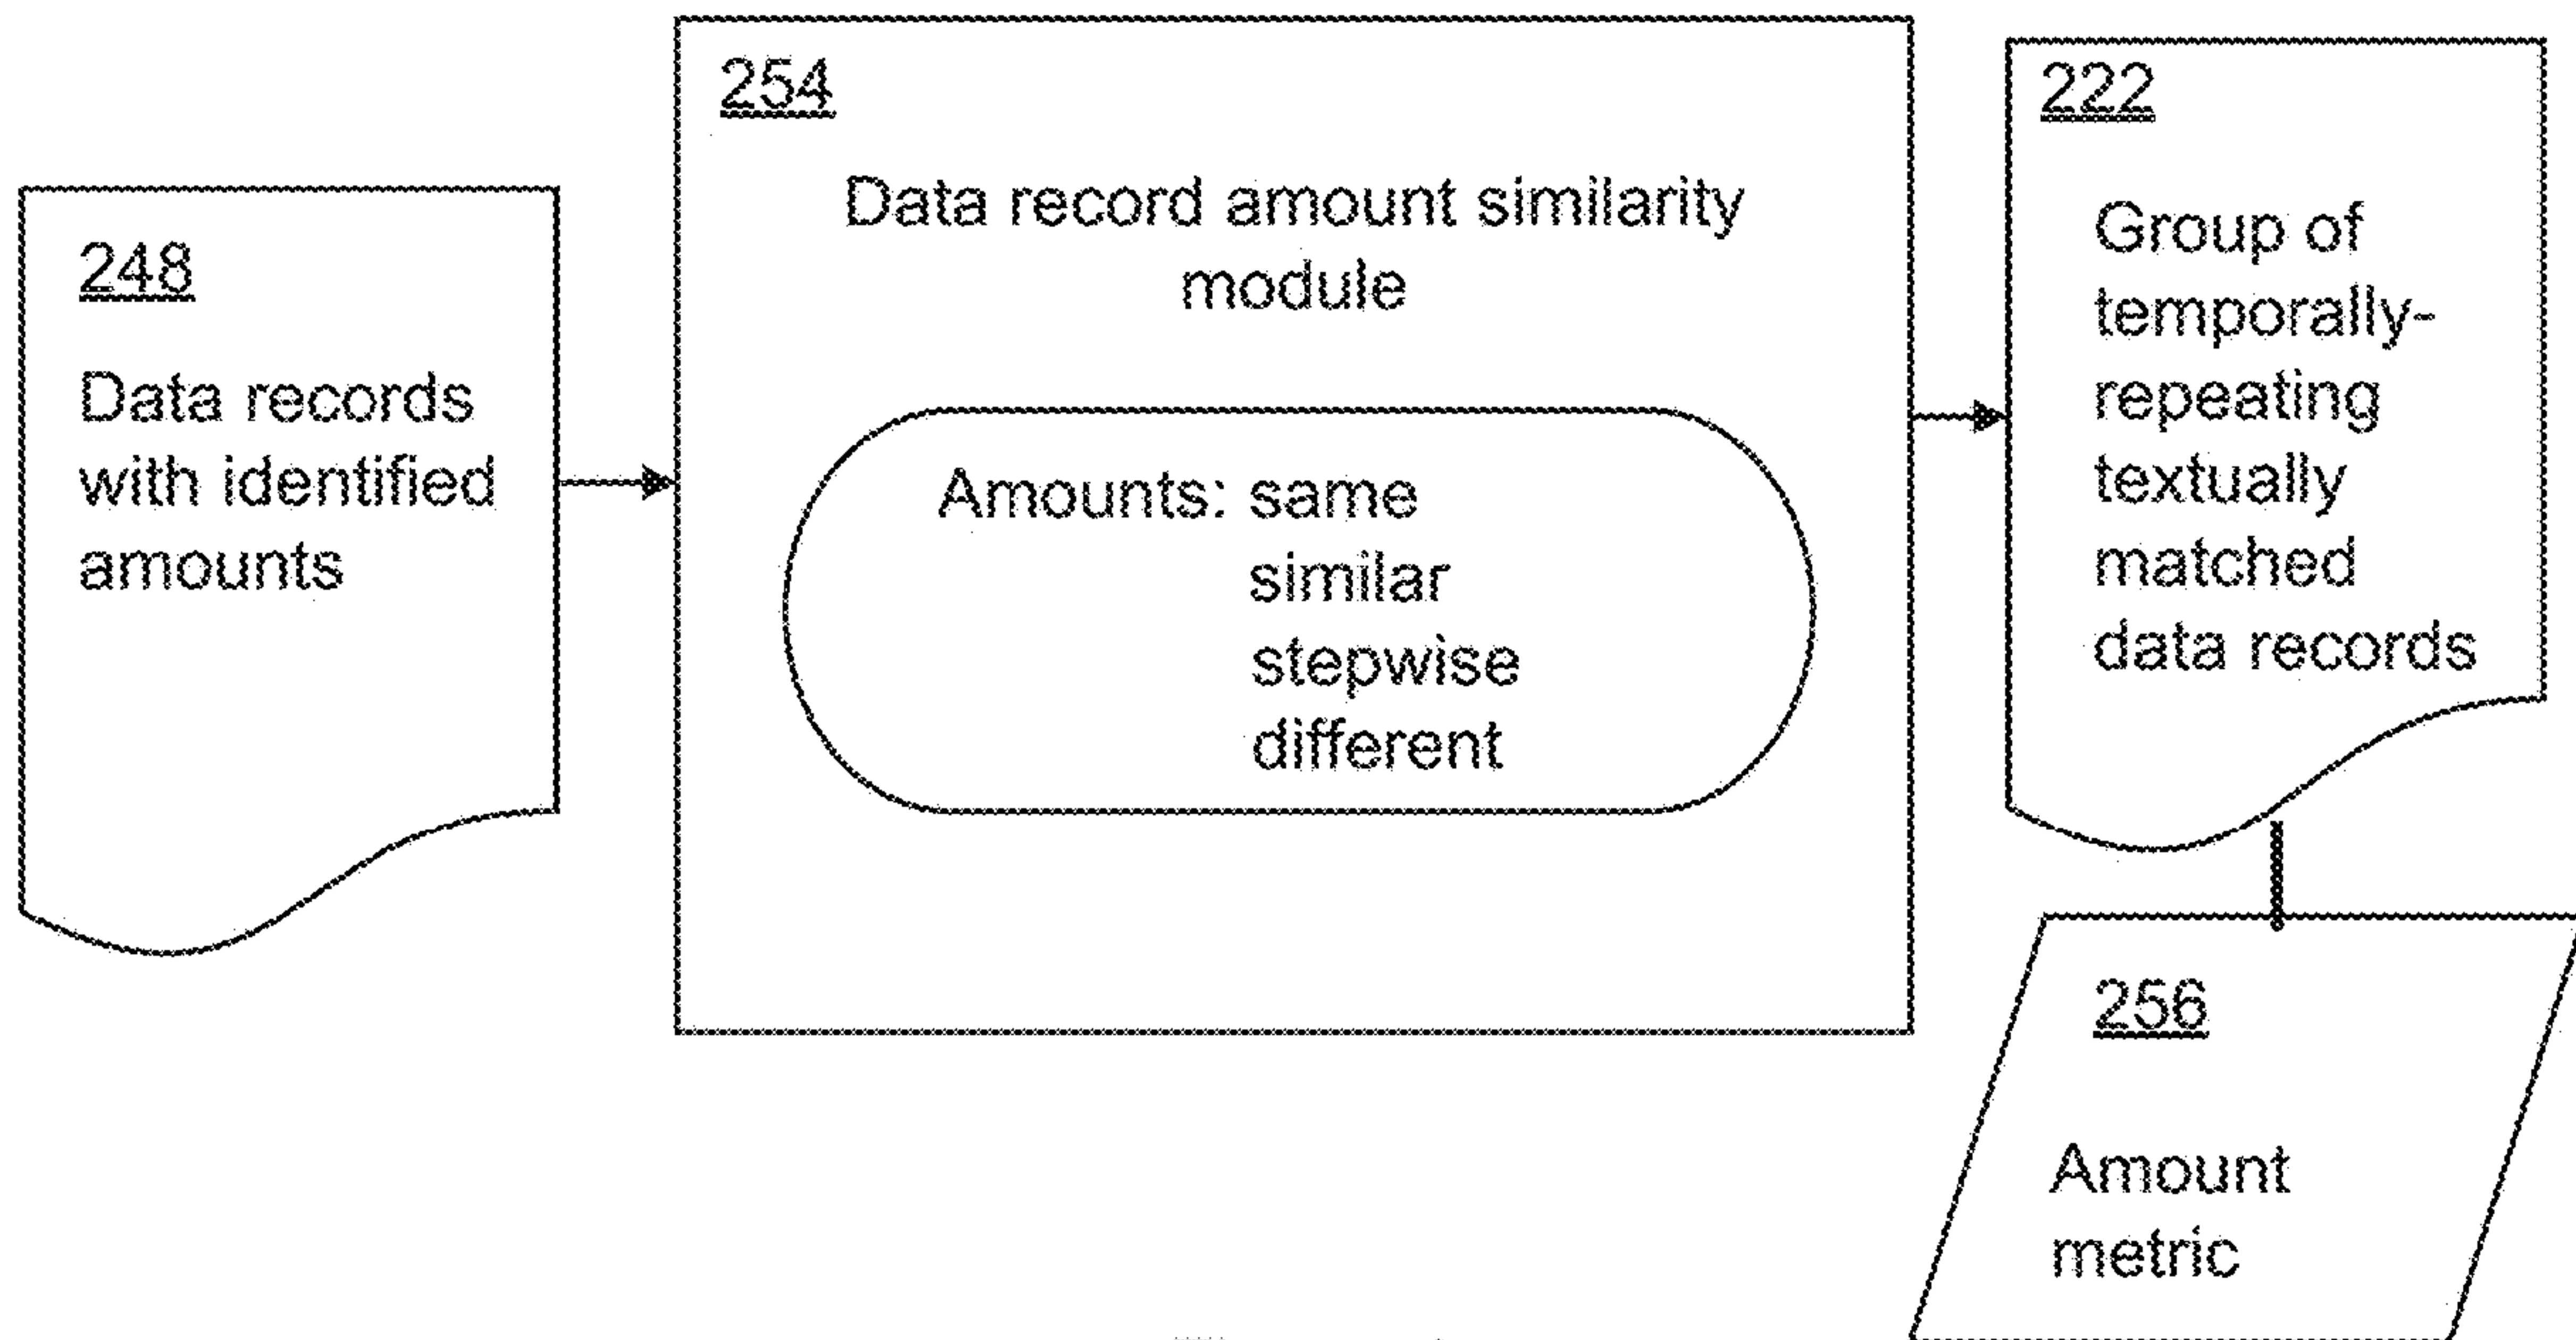 248
Data records
with identified
amounts
254
Data record amount similarity
module
Amounts: same
similar
stepwise
different
222
Group of
temporally-
repeating
textually
matched
data records
256
Amount
metric